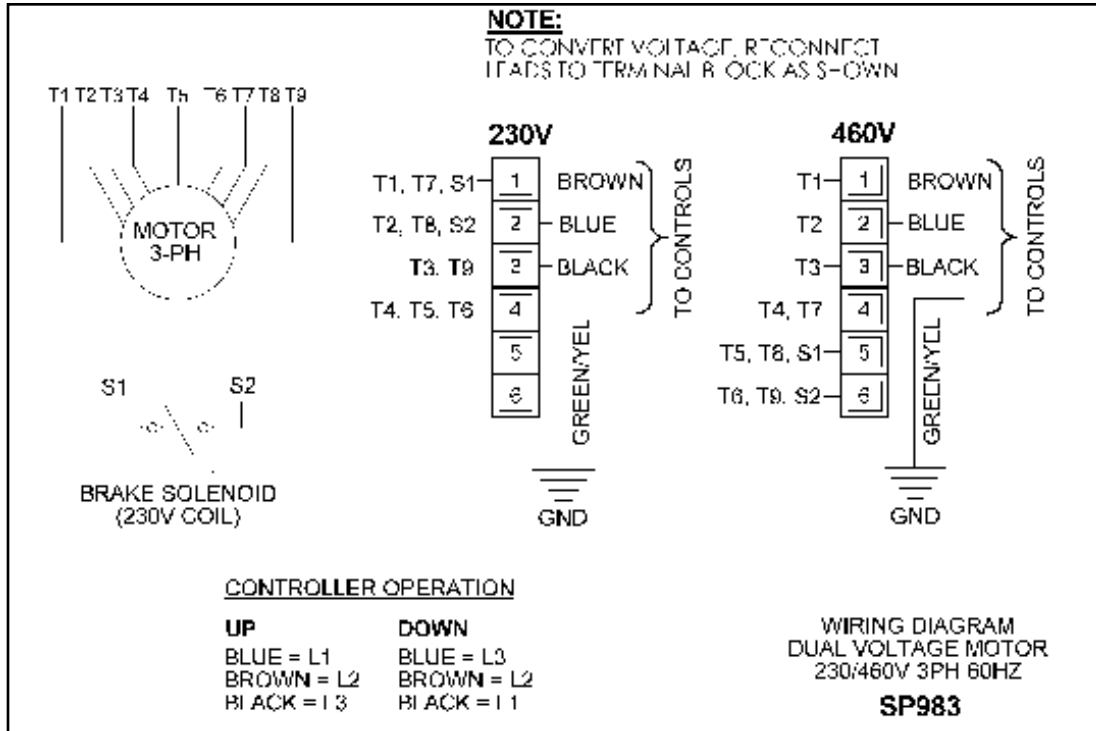 NOTE:
TO CONVERT VOLTAGE, RECONNECT
LEADS TO TERMINAL BLOCK AS SHOWN
T1 T2 T3 T4 T5 T6 T7 T8 T9
MOTOR
3-PH
S1 S2
BRAKE SOLENOID
(230V COIL)
230V
T1, T7, S1 1 BROWN
T2, T8, S2 2 BLUE
T3. T9 3 BLACK
T4. T5. T6 4
5
6
TO CONTROLS
GREEN/YEL
GND
460V
T1 1 BROWN
T2 2 BLUE
T3 3 BLACK
T4, T7 4
T5, T8, S1 5
T6, T9. S2 6
TO CONTROLS
GREEN/YEL
GND
CONTROLLER OPERATION
UP DOWN
BLUE = L1 BLUE = L3
BROWN = L2 BROWN = L2
BLACK = L3 BLACK = L1
WIRING DIAGRAM
DUAL VOLTAGE MOTOR
230/460V 3PH 60HZ
SP983